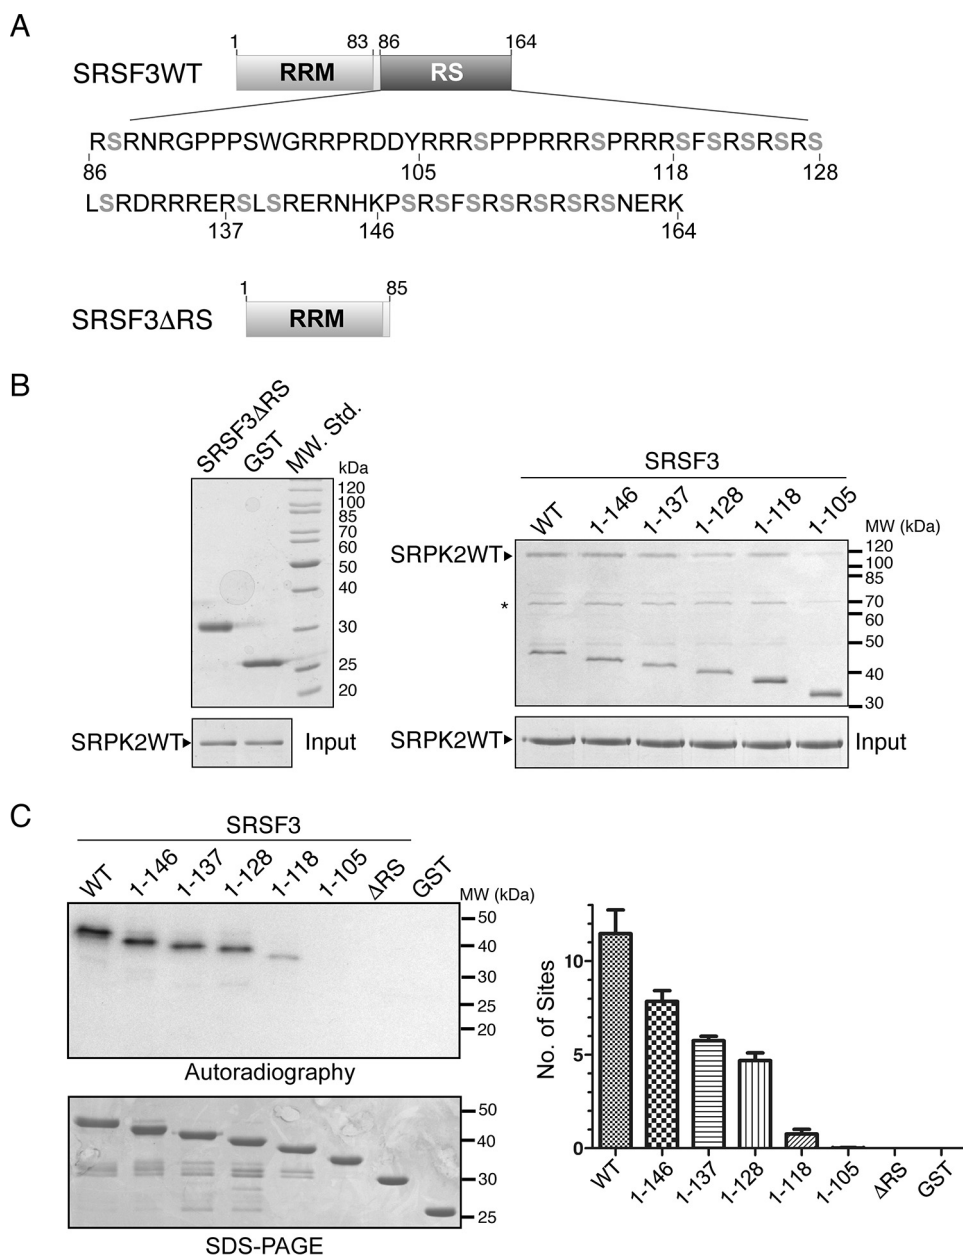 A
1 83 86 164
SRSF3WT RRM RS
RSRNRGPPPSWGRRPRDDYRRRSPPPRRRSPRRRSFSRSRSRS
86 105 118 128
LSRDRRRERSLSRERNHKPSRSFSRSRSRSRSNERK
137 146 164
1 85
SRSF3ΔRS RRM
B
SRSF3ΔRS GST MW. Std.
kDa
120
100
85
70
60
50
40
30
25
20
SRPK2WT Input
SRSF3
WT 1-146 1-137 1-128 1-118 1-105
MW (kDa)
SRPK2WT
*
120
100
85
70
60
50
40
30
SRPK2WT Input
C
SRSF3
WT 1-146 1-137 1-128 1-118 1-105 ΔRS GST
MW (kDa)
50
40
30
25
20
Autoradiography
50
40
30
25
SDS-PAGE
No. of Sites
10
5
0
WT 1-146 1-137 1-128 1-118 1-105 ΔRS GST